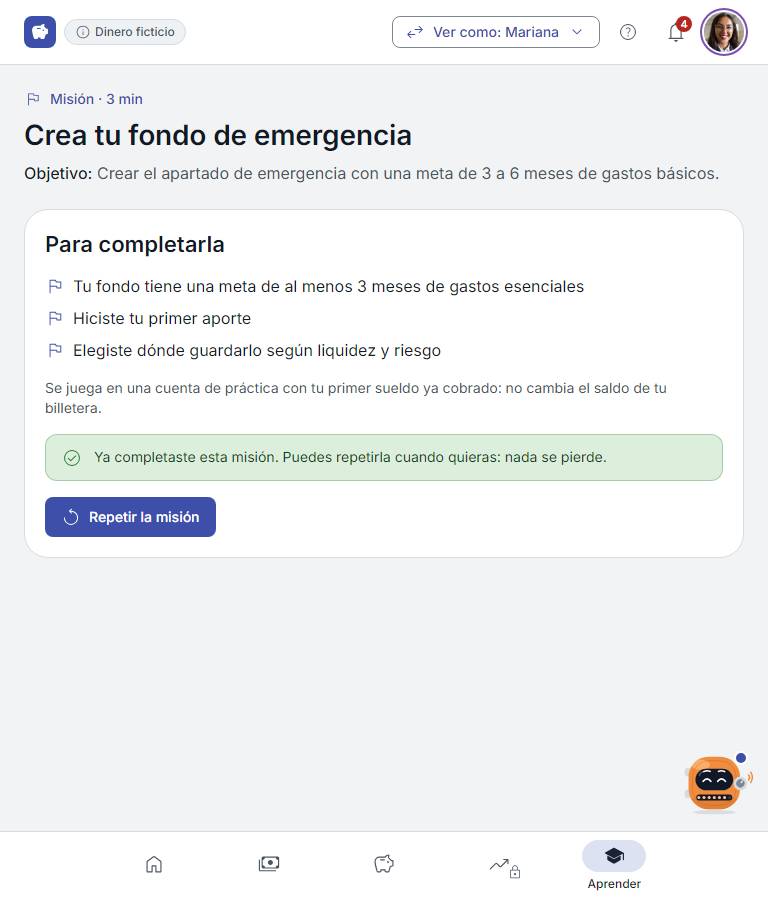 Dinero ficticio
Ver como: Mariana
4
Misión · 3 min
Crea tu fondo de emergencia
Objetivo: Crear el apartado de emergencia con una meta de 3 a 6 meses de gastos básicos.
Para completarla
Tu fondo tiene una meta de al menos 3 meses de gastos esenciales
Hiciste tu primer aporte
Elegiste dónde guardarlo según liquidez y riesgo
Se juega en una cuenta de práctica con tu primer sueldo ya cobrado: no cambia el saldo de tu
billetera.
Ya completaste esta misión. Puedes repetirla cuando quieras: nada se pierde.
Repetir la misión
Aprender